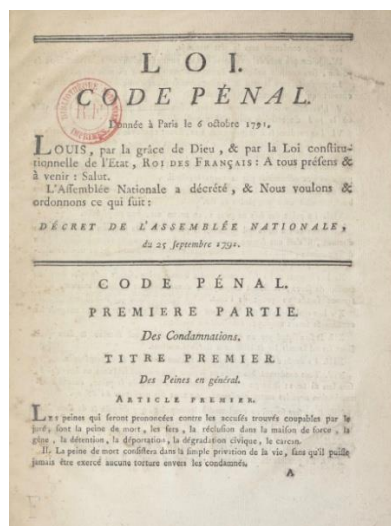 LOI.
CODE PÉNAL.
Donnée à Paris le 6 octobre 1791.
LOUIS, par la grâce de Dieu, & par la Loi constitu-
tionnelle de l'Etat, ROI DES FRANÇAIS : A tous présens &
à venir : Salut.
L'Assemblée Nationale a décrété, & Nous voulons &
ordonnons ce qui suit :
DÉCRET DE L'ASSEMBLÉE NATIONALE,
du 25 septembre 1791.
CODE PÉNAL.
PREMIERE PARTIE.
Des Condamnations.
TITRE PREMIER.
Des Peines en général.
ARTICLE PREMIER.
LES peines qui seront prononcées contre les accusés trouvés coupables par le
juré, sont la peine de mort, les fers, la réclusion dans la maison de force, la
gêne, la détention, la déportation, la dégradation civique, le carcan.
II. La peine de mort consistera dans la simple privation de la vie, sans qu'il puisse
jamais être exercé aucune torture envers les condamnés.
A